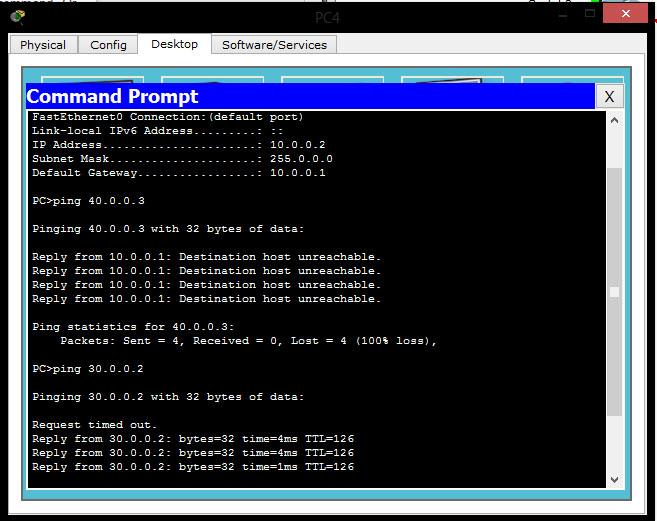 PC4
Physical Config Desktop Software/Services
Command Prompt X
FastEthernet0 Connection:(default port)
Link-local IPv6 Address.........: ::
IP Address......................: 10.0.0.2
Subnet Mask.....................: 255.0.0.0
Default Gateway.................: 10.0.0.1
PC>ping 40.0.0.3
Pinging 40.0.0.3 with 32 bytes of data:
Reply from 10.0.0.1: Destination host unreachable.
Reply from 10.0.0.1: Destination host unreachable.
Reply from 10.0.0.1: Destination host unreachable.
Reply from 10.0.0.1: Destination host unreachable.
Ping statistics for 40.0.0.3:
Packets: Sent = 4, Received = 0, Lost = 4 (100% loss),
PC>ping 30.0.0.2
Pinging 30.0.0.2 with 32 bytes of data:
Request timed out.
Reply from 30.0.0.2: bytes=32 time=4ms TTL=126
Reply from 30.0.0.2: bytes=32 time=4ms TTL=126
Reply from 30.0.0.2: bytes=32 time=1ms TTL=126